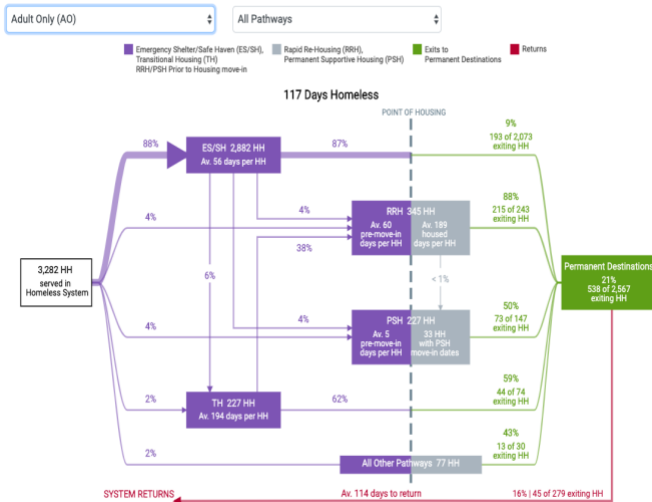 Adult Only (AO)
All Pathways
Emergency Shelter/Safe Haven (ES/SH),
Transitional Housing (TH)
RRH/PSH Prior to Housing move-in
Rapid Re-Housing (RRH),
Permanent Supportive Housing (PSH)
Exits to
Permanent Destinations
Returns
117 Days Homeless
POINT OF HOUSING
88%
ES/SH 2,882 HH
Av. 56 days per HH
87%
9%
193 of 2,073
exiting HH
4%
4%
38%
RRH 345 HH
Av. 60
pre-move-in
days per HH
Av. 189
housed
days per HH
88%
215 of 243
exiting HH
3,282 HH
served in
Homeless System
6%
< 1%
Permanent Destinations
21%
538 of 2,567
exiting HH
4%
4%
PSH 227 HH
Av. 5
pre-move-in
days per HH
33 HH
with PSH
move-in dates
50%
73 of 147
exiting HH
2%
TH 227 HH
Av. 194 days per HH
62%
59%
44 of 74
exiting HH
2%
All Other Pathways 77 HH
43%
13 of 30
exiting HH
SYSTEM RETURNS
Av. 114 days to return
16% | 45 of 279 exiting HH